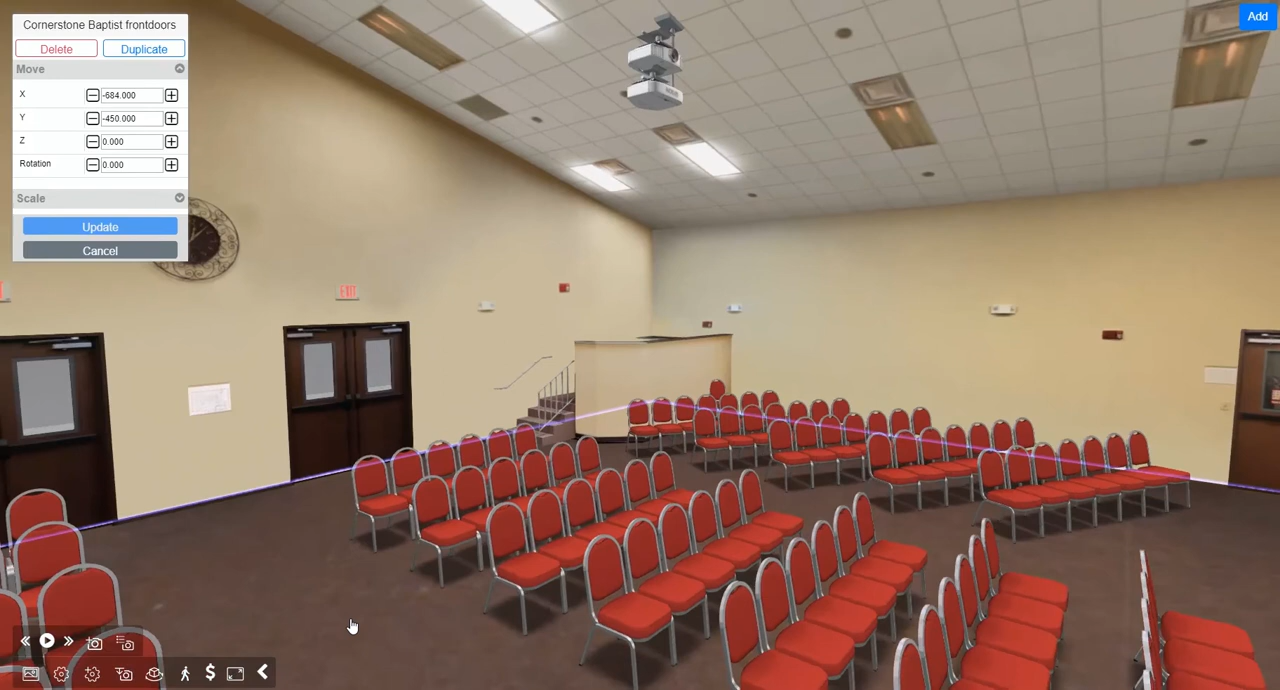 Cornerstone Baptist frontdoors
Delete
Duplicate
Move
X
-684.000
Y
-450.000
Z
0.000
Rotation
0.000
Scale
Update
Cancel
Add
EXIT
$